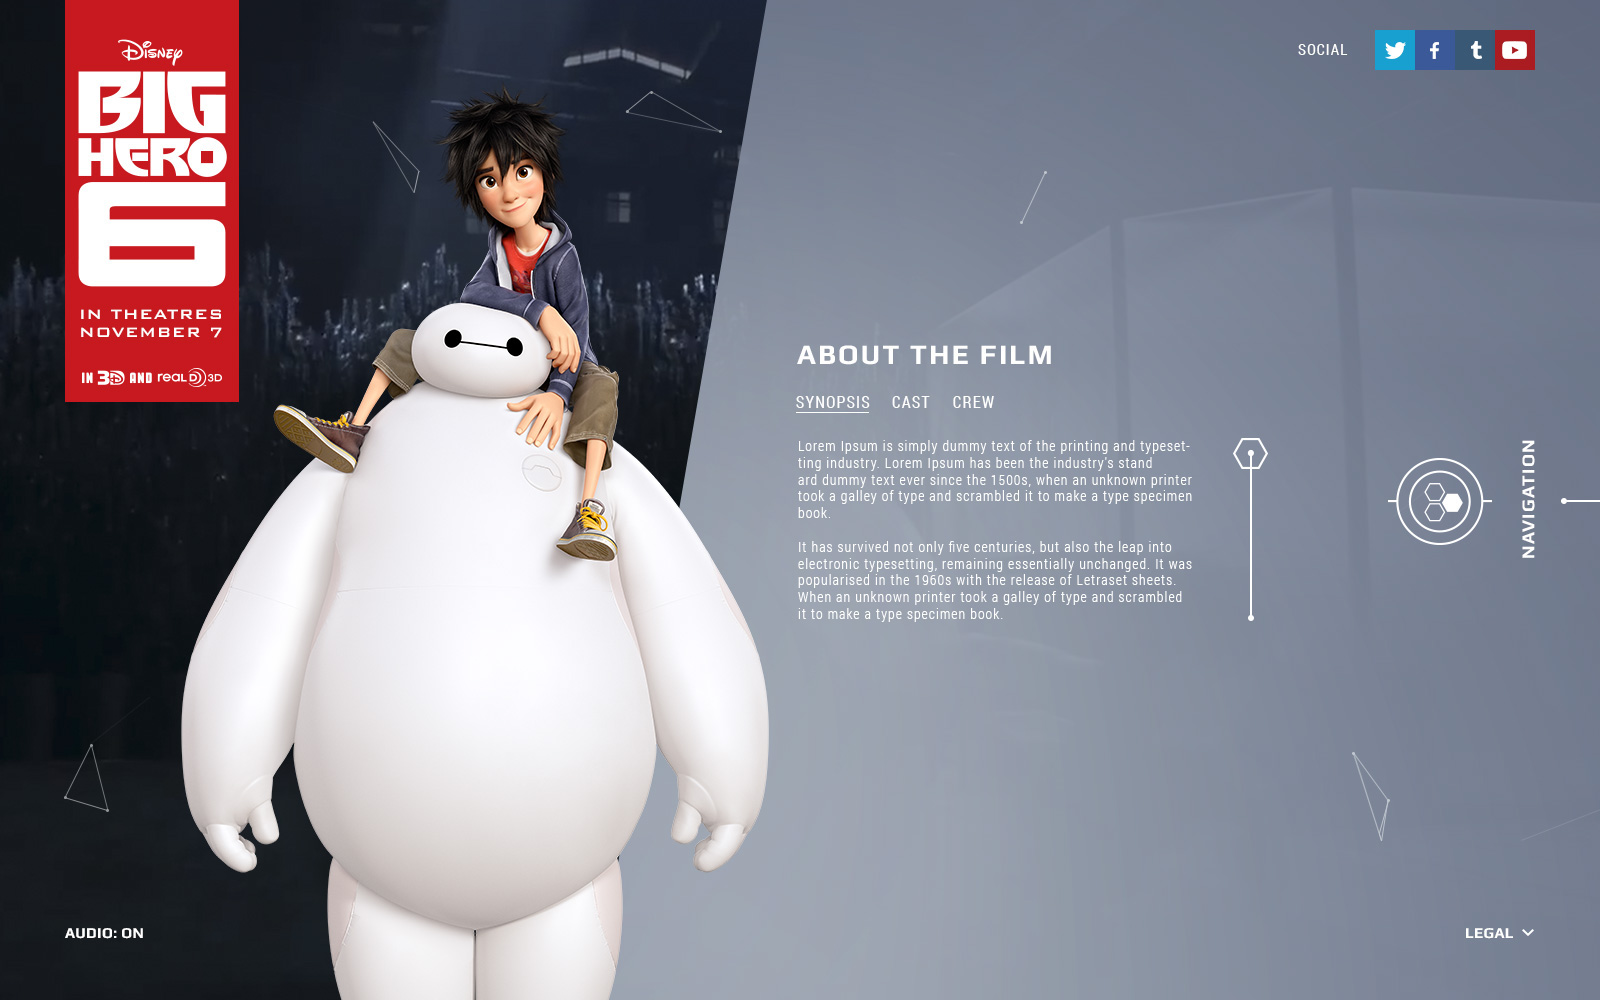 Disney
BIG
HERO
6
IN THEATRES
NOVEMBER 7
IN 3D AND REAL D 3D
SOCIAL
ABOUT THE FILM
SYNOPSIS CAST CREW
Lorem Ipsum is simply dummy text of the printing and typeset-
ting industry. Lorem Ipsum has been the industry's stand
ard dummy text ever since the 1500s, when an unknown printer
took a galley of type and scrambled it to make a type specimen
book.
It has survived not only five centuries, but also the leap into
electronic typesetting, remaining essentially unchanged. It was
popularised in the 1960s with the release of Letraset sheets.
When an unknown printer took a galley of type and scrambled
it to make a type specimen book.
NAVIGATION
AUDIO: ON
LEGAL